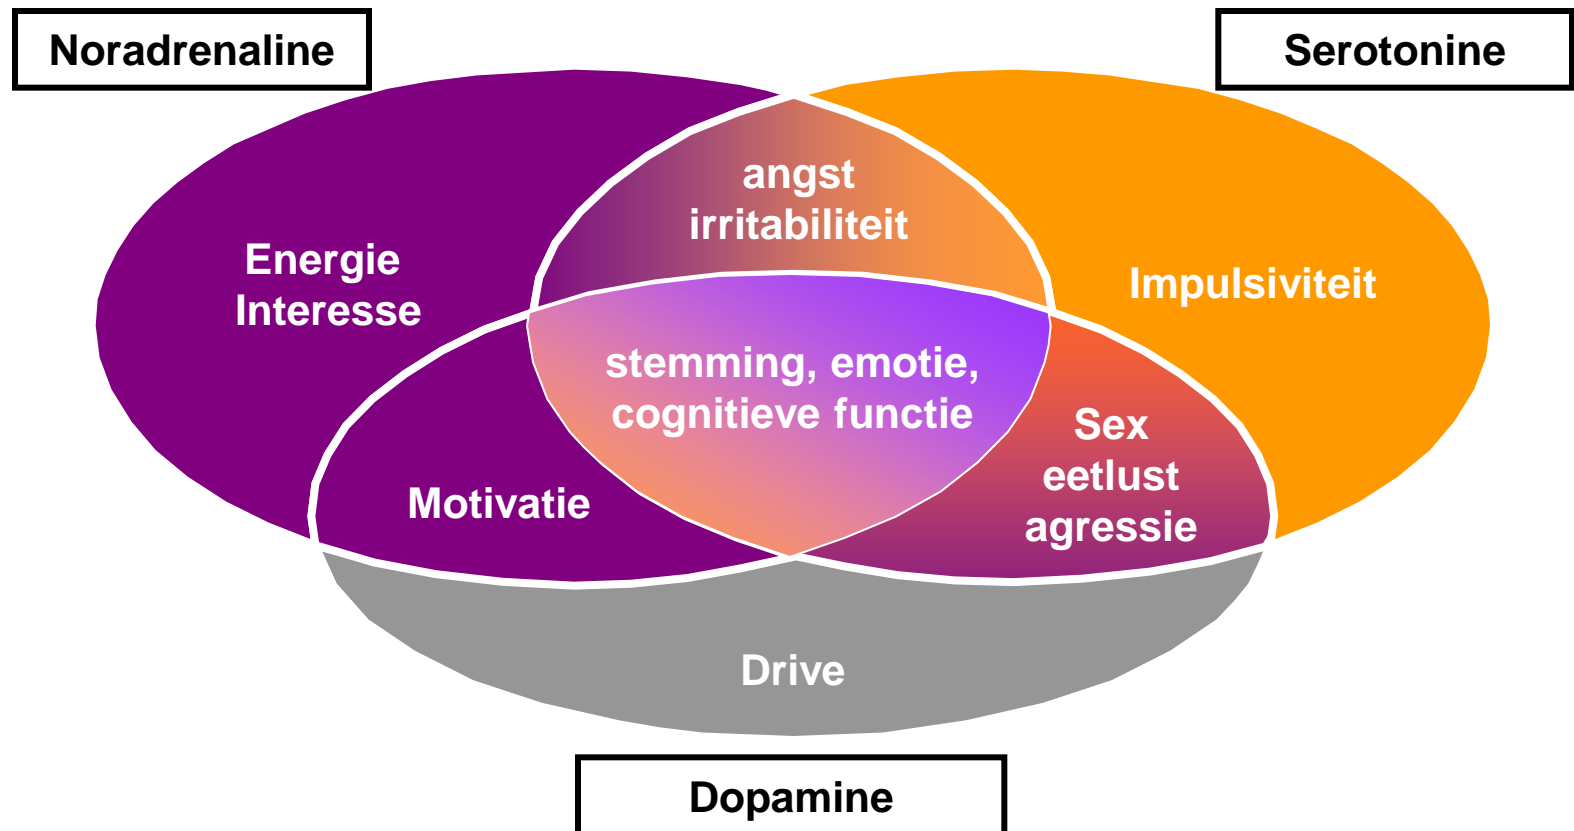 Noradrenaline
Serotonine
angst
irritabiliteit
Energie
Interesse
Impulsiviteit
stemming, emotie,
cognitieve functie
Sex
eetlust
agressie
Motivatie
Drive
Dopamine